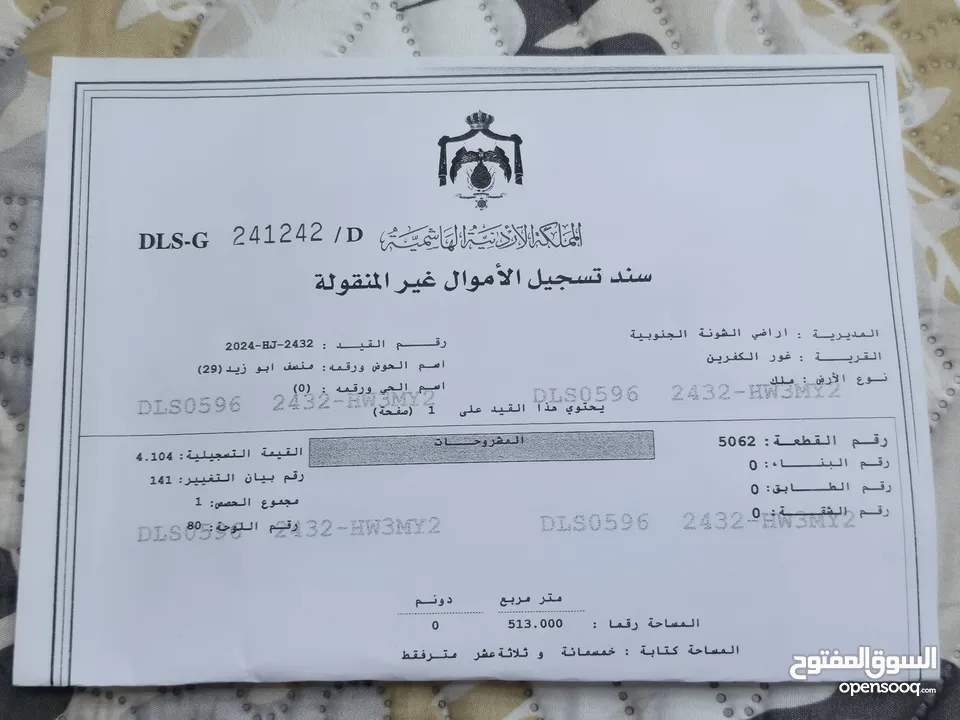 المملكة الأردنية الهاشمية DLS-G 241242 /D
سند تسجيل الأموال غير المنقولة
المديرية : اراضي الشونة الجنوبية
القرية : غور الكفرين
نوع الأرض : ملك
رقم القيد : 2024-HJ-2432
اسم الحوض ورقمه: منصف ابو زيد(29)
اسم الحي ورقمه : (0)
يحتوي هذا القيد على 1 (صفحة)
DLS0596 2432-HW3MY2 DLS0596 2432-HW3MY2
رقم القطعة: 5062
رقم البناء: 0
رقم الطابق: 0
رقم الشقة: 0
المشروحات
القيمة التسجيلية: 4.104
رقم بيان التغيير: 141
مجموع الحصص: 1
رقم اللوحة: 80
DLS0596 2432-HW3MY2 DLS0596 2432-HW3MY2
متر مربع دونم
المساحة رقما : 513.000 0
المساحة كتابة : خمسمائة و ثلاثةعشر مترفقط
السوق المفتوح
opensooq.com